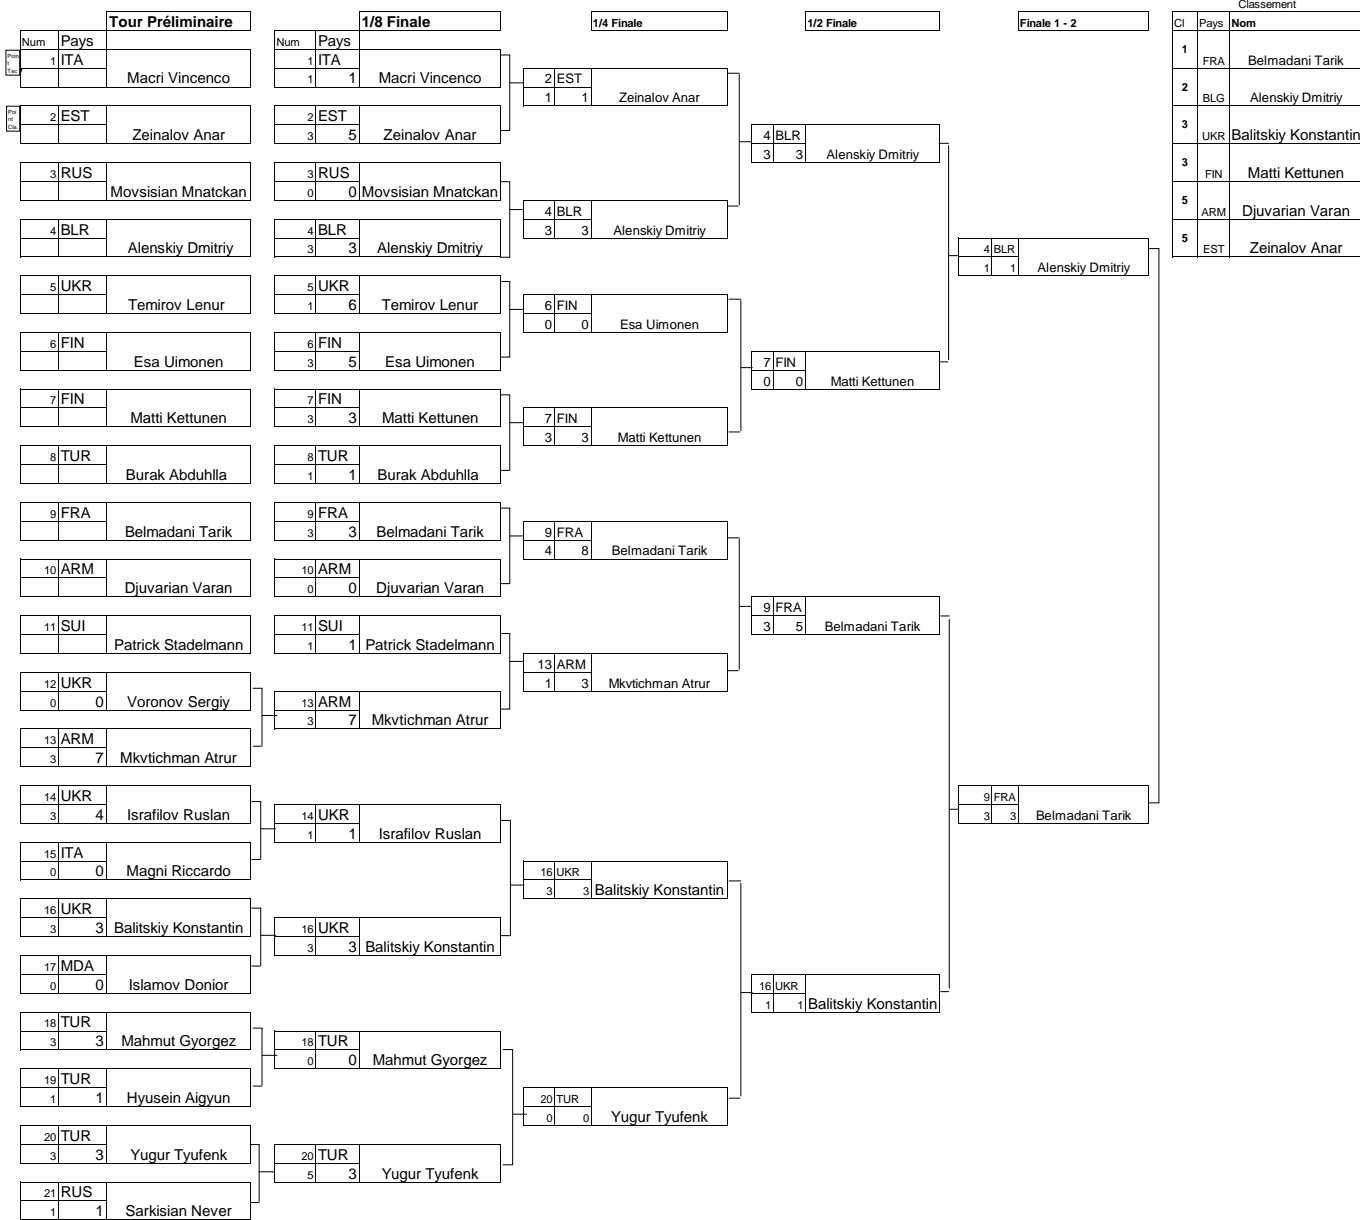 Classement
Tour Préliminaire 1/8 Finale 1/4 Finale 1/2 Finale Finale 1 - 2 Cl Pays Nom
Num Pays Num Pays
1 ITA 1 ITA 1
Macri Vincenco 1 1 Macri Vincenco FRA Belmadani Tarik
2 EST
1 1 Zeinalov Anar
2 BLG Alenskiy Dmitriy
2 EST 2 EST
Zeinalov Anar 3 5 Zeinalov Anar
4 BLR
3 3 Alenskiy Dmitriy
3 UKR Balitskiy Konstantin
3 RUS 3 RUS
Movsisian Mnatckan 0 0 Movsisian Mnatckan
3 FIN Matti Kettunen
4 BLR
3 3 Alenskiy Dmitriy
5 ARM Djuvarian Varan
4 BLR 4 BLR
Alenskiy Dmitriy 3 3 Alenskiy Dmitriy
5 EST Zeinalov Anar
4 BLR
1 1 Alenskiy Dmitriy
5 UKR 5 UKR
Temirov Lenur 1 6 Temirov Lenur
6 FIN
0 0 Esa Uimonen
6 FIN 6 FIN
Esa Uimonen 3 5 Esa Uimonen
7 FIN
0 0 Matti Kettunen
7 FIN 7 FIN
Matti Kettunen 3 3 Matti Kettunen
7 FIN
3 3 Matti Kettunen
8 TUR 8 TUR
Burak Abduhlla 1 1 Burak Abduhlla
9 FRA 9 FRA
Belmadani Tarik 3 3 Belmadani Tarik
9 FRA
4 8 Belmadani Tarik
10 ARM 10 ARM
Djuvarian Varan 0 0 Djuvarian Varan
9 FRA
3 5 Belmadani Tarik
11 SUI 11 SUI
Patrick Stadelmann 1 1 Patrick Stadelmann
13 ARM
1 3 Mkvtichman Atrur
12 UKR
0 0 Voronov Sergiy
13 ARM
3 7 Mkvtichman Atrur
13 ARM
3 7 Mkvtichman Atrur
14 UKR
3 4 Israfilov Ruslan
9 FRA
3 3 Belmadani Tarik
14 UKR
1 1 Israfilov Ruslan
15 ITA
0 0 Magni Riccardo
16 UKR
3 3 Balitskiy Konstantin
16 UKR
3 3 Balitskiy Konstantin
16 UKR
3 3 Balitskiy Konstantin
17 MDA
0 0 Islamov Donior
16 UKR
1 1 Balitskiy Konstantin
18 TUR
3 3 Mahmut Gyorgez
18 TUR
0 0 Mahmut Gyorgez
19 TUR
1 1 Hyusein Aigyun
20 TUR
0 0 Yugur Tyufenk
20 TUR
3 3 Yugur Tyufenk
20 TUR
5 3 Yugur Tyufenk
21 RUS
1 1 Sarkisian Never